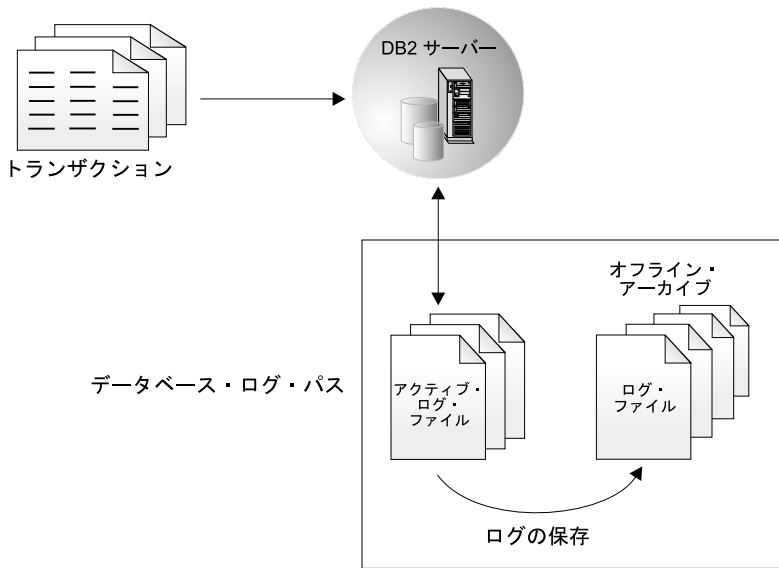 DB2 サーバー
トランザクション
オフライン・
アーカイブ
データベース・ログ・パス
アクティブ・
ログ・
ファイル
ログ・
ファイル
ログの保存